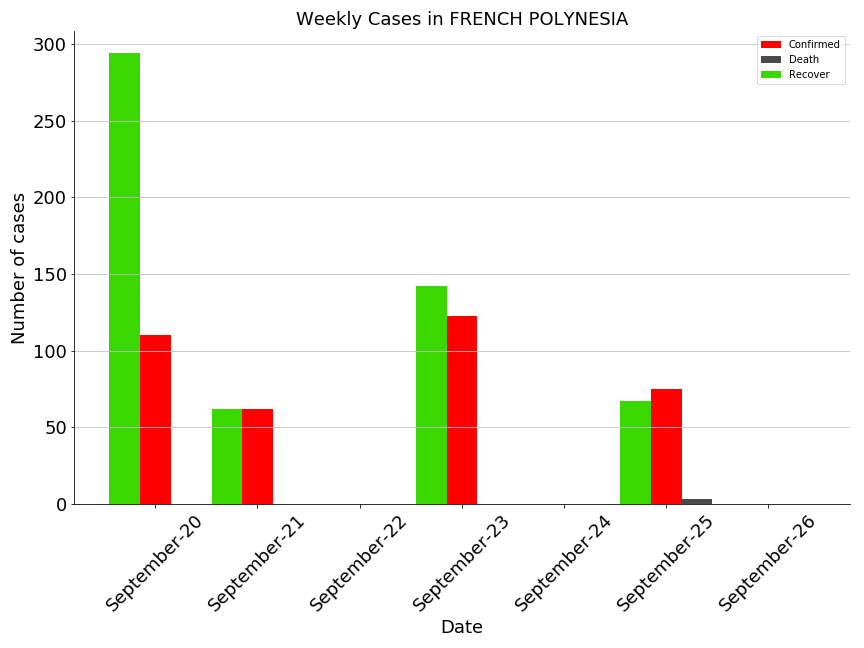 Weekly Cases in FRENCH POLYNESIA
Confirmed
Death
Recover
Number of cases
300
250
200
150
100
50
0
September-20
September-21
September-22
September-23
September-24
September-25
September-26
Date